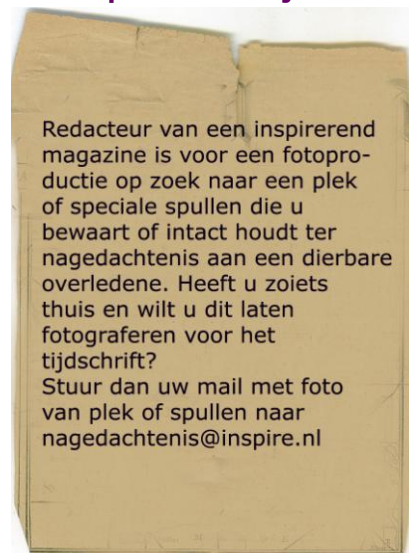 Redacteur van een inspirerend
magazine is voor een fotopro-
ductie op zoek naar een plek
of speciale spullen die u
bewaart of intact houdt ter
nagedachtenis aan een dierbare
overledene. Heeft u zoiets
thuis en wilt u dit laten
fotograferen voor het
tijdschrift?
Stuur dan uw mail met foto
van plek of spullen naar
nagedachtenis@inspire.nl